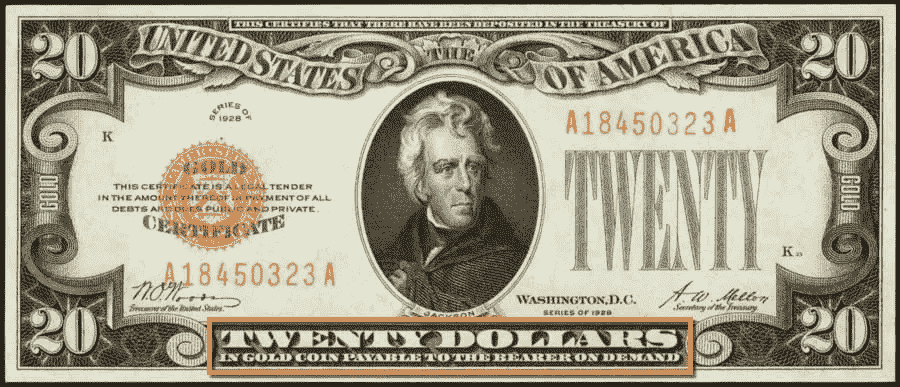 THIS CERTIFIES THAT THERE HAVE BEEN DEPOSITED IN THE TREASURY OF
20 UNITED STATES THE OF AMERICA 20
SERIES OF
1928
K
A18450323A
GOLD
TWENTY
THIS CERTIFICATE IS A LEGAL TENDER
IN THE AMOUNT THEREOF IN PAYMENT OF ALL
DEBTS AND DUES PUBLIC AND PRIVATE.
CERTIFICATE
GOLD
GOLD
K
A18450323A
W.O. Woods
Treasurer of the United States.
WASHINGTON, D.C.
SERIES OF 1928
A.W. Mellon
Secretary of the Treasury.
JACKSON
20 TWENTY DOLLARS 20
IN GOLD COIN PAYABLE TO THE BEARER ON DEMAND